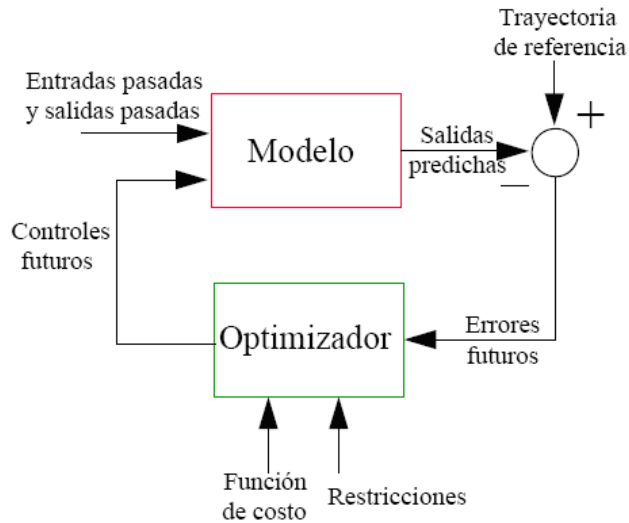 Trayectoria
de referencia
Entradas pasadas
y salidas pasadas
+
Modelo
Salidas
predichas
—
Controles
futuros
Optimizador
Errores
futuros
Función
de costo
Restricciones